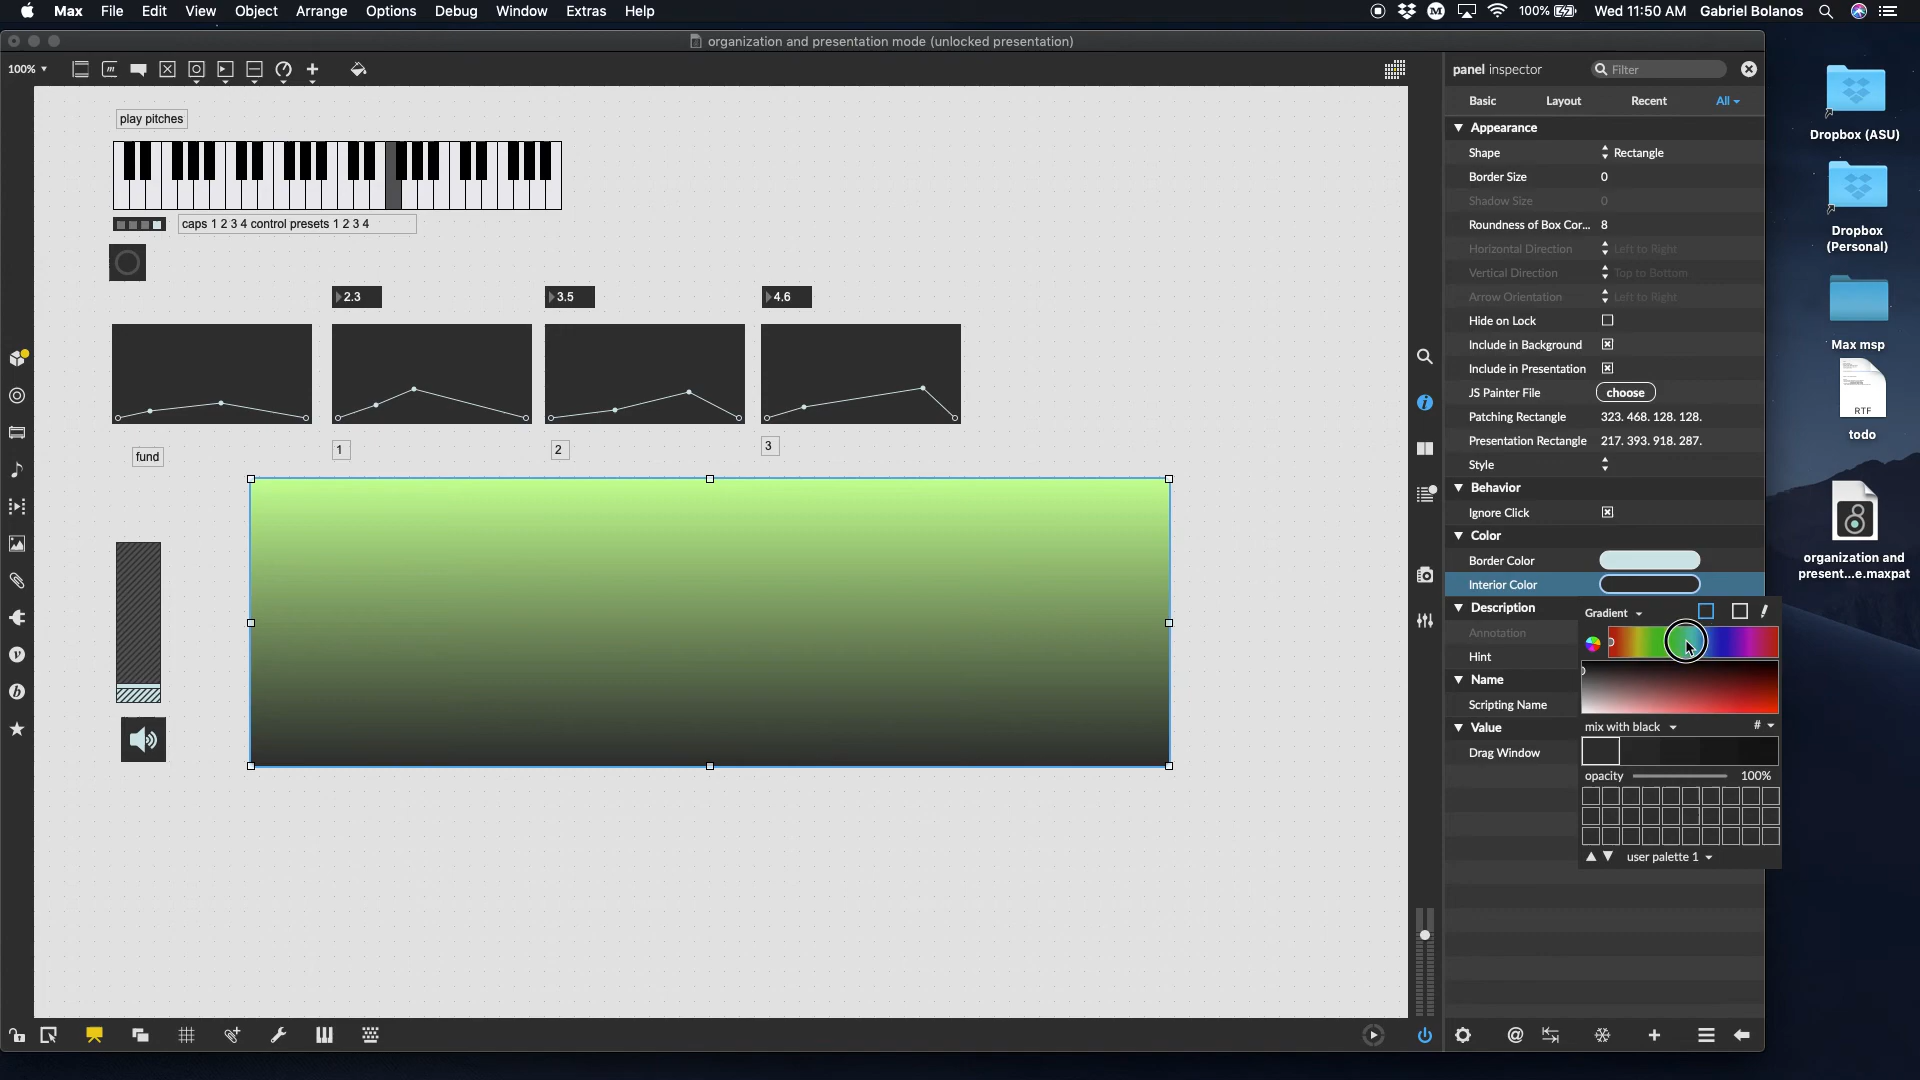 Max File Edit View Object Arrange Options Debug Window Extras Help
100% Wed 11:50 AM Gabriel Bolanos
organization and presentation mode (unlocked presentation)
100%
m
panel inspector
Filter
Basic Layout Recent All
play pitches
caps 1 2 3 4 control presets 1 2 3 4
2.3
3.5
4.6
fund
1
2
3
Appearance
Shape Rectangle
Border Size 0
Shadow Size 0
Roundness of Box Cor... 8
Horizontal Direction Left to Right
Vertical Direction Top to Bottom
Arrow Orientation Left to Right
Hide on Lock
Include in Background
Include in Presentation
JS Painter File choose
Patching Rectangle 323. 468. 128. 128.
Presentation Rectangle 217. 393. 918. 287.
Style
Behavior
Ignore Click
Color
Border Color
Interior Color
Description
Annotation
Hint
Name
Scripting Name
Value
Drag Window
Gradient
mix with black #
opacity 100%
user palette 1
Dropbox (ASU)
Dropbox
(Personal)
Max msp
RTF
todo
organization and
present...e.maxpat